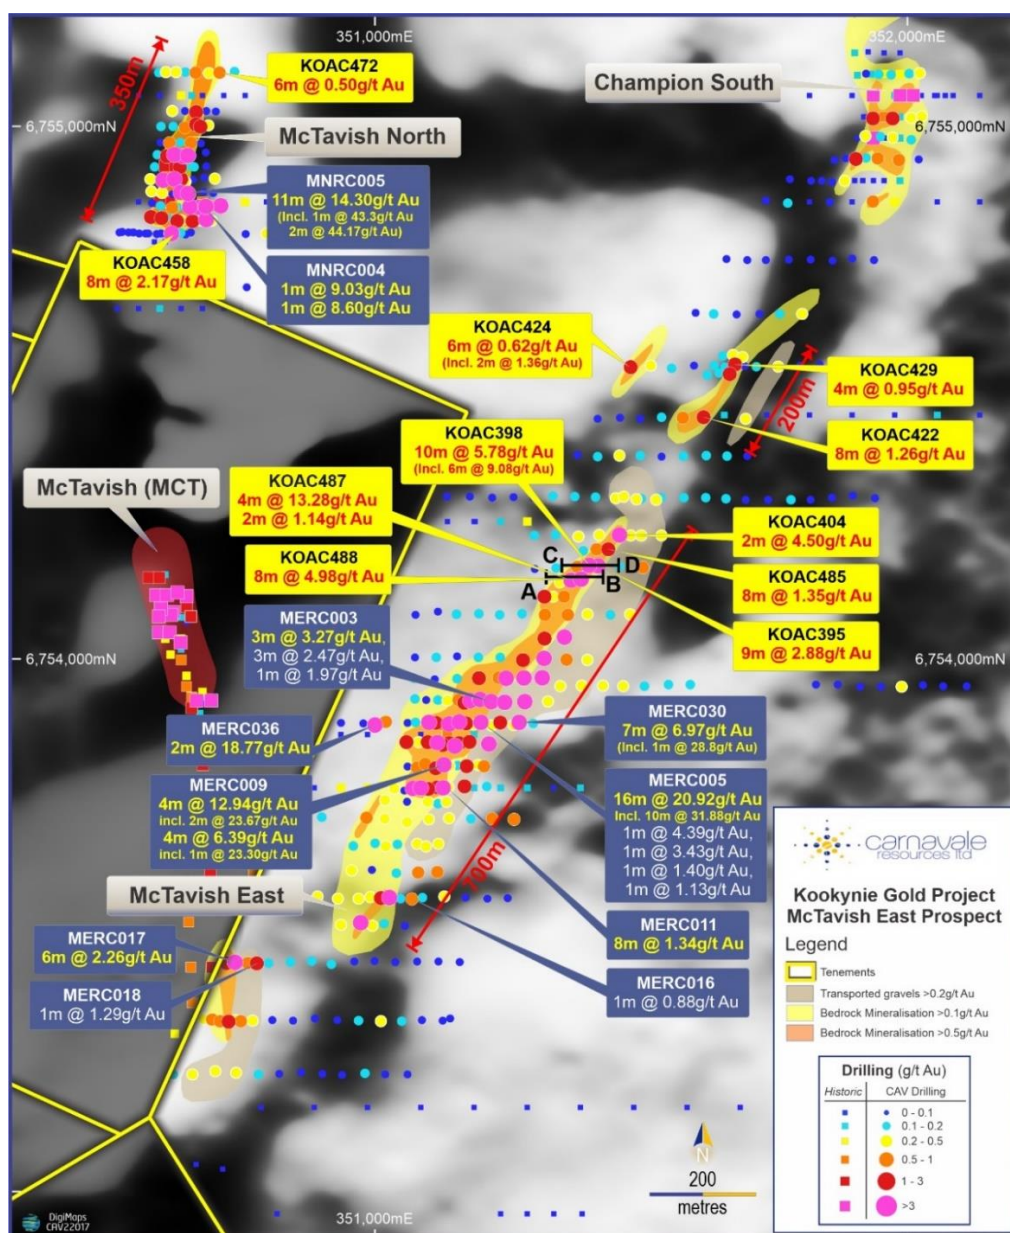 351,000mE
352,000mE
KOAC472
6m @ 0.50g/t Au
Champion South
350m
6,755,000mN
6,755,000mN
McTavish North
MNRC005
11m @ 14.30g/t Au
(Incl. 1m @ 43.3g/t Au
2m @ 44.17g/t Au)
KOAC458
8m @ 2.17g/t Au
MNRC004
1m @ 9.03g/t Au
1m @ 8.60g/t Au
KOAC424
6m @ 0.62g/t Au
(Incl. 2m @ 1.36g/t Au)
KOAC429
4m @ 0.95g/t Au
200m
KOAC422
8m @ 1.26g/t Au
KOAC398
10m @ 5.78g/t Au
(Incl. 6m @ 9.08g/t Au)
McTavish (MCT)
KOAC487
4m @ 13.28g/t Au
2m @ 1.14g/t Au
KOAC404
2m @ 4.50g/t Au
KOAC488
8m @ 4.98g/t Au
C
D
A
B
KOAC485
8m @ 1.35g/t Au
KOAC395
9m @ 2.88g/t Au
MERC003
3m @ 3.27g/t Au,
3m @ 2.47g/t Au,
1m @ 1.97g/t Au
6,754,000mN
6,754,000mN
MERC036
2m @ 18.77g/t Au
MERC030
7m @ 6.97g/t Au
(Incl. 1m @ 28.8g/t Au)
MERC009
4m @ 12.94g/t Au
incl. 2m @ 23.67g/t Au
4m @ 6.39g/t Au
incl. 1m @ 23.30g/t Au
MERC005
16m @ 20.92g/t Au
Incl. 10m @ 31.88g/t Au
1m @ 4.39g/t Au,
1m @ 3.43g/t Au,
1m @ 1.40g/t Au,
1m @ 1.13g/t Au
700m
McTavish East
MERC011
8m @ 1.34g/t Au
MERC017
6m @ 2.26g/t Au
MERC016
1m @ 0.88g/t Au
MERC018
1m @ 1.29g/t Au
carnavale
resources ltd
Kookynie Gold Project
McTavish East Prospect
Legend
Tenements
Transported gravels >0.2g/t Au
Bedrock Mineralisation >0.1g/t Au
Bedrock Mineralisation >0.5g/t Au
Drilling (g/t Au)
Historic
CAV Drilling
0 - 0.1
0.1 - 0.2
0.2 - 0.5
0.5 - 1
1 - 3
>3
N
200
metres
351,000mE
DigiMaps
CAV22017